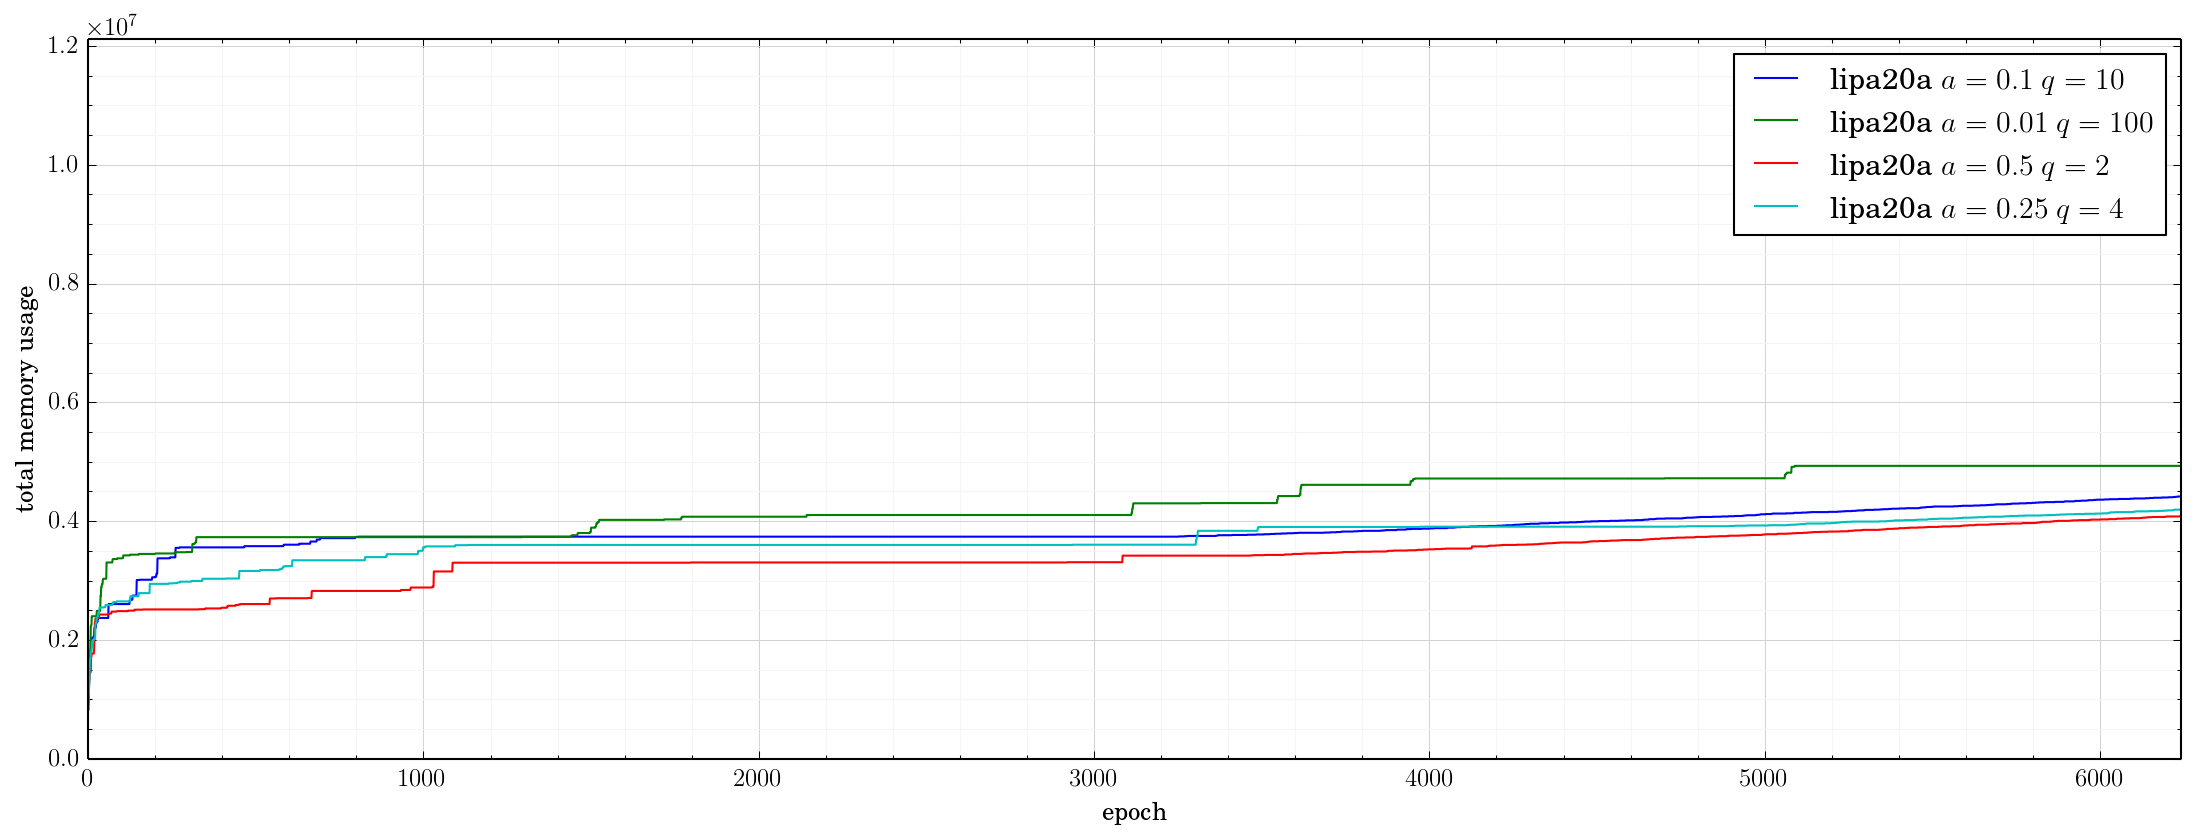 ×10⁷
1.2
1.0
0.8
0.6
0.4
0.2
0.0
total memory usage
0 1000 2000 3000 4000 5000 6000
epoch
lipa20a a = 0.1 q = 10
lipa20a a = 0.01 q = 100
lipa20a a = 0.5 q = 2
lipa20a a = 0.25 q = 4